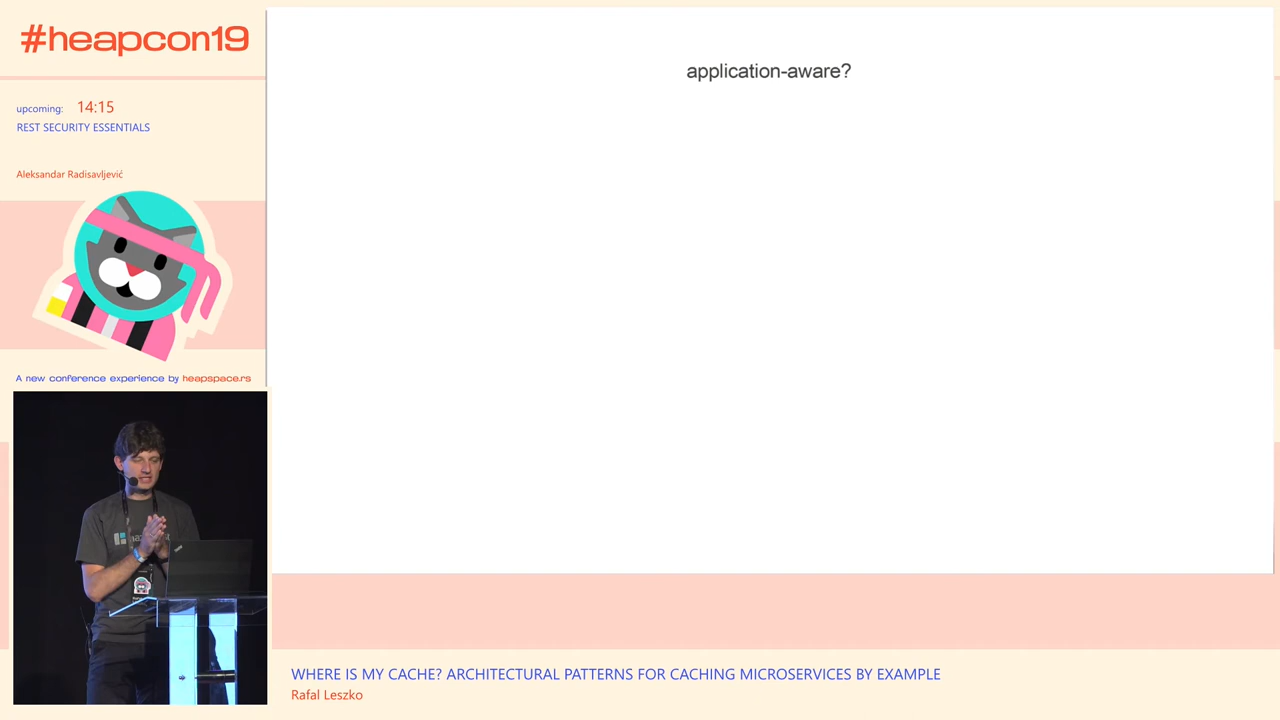 #heapcon19
upcoming: 14:15
REST SECURITY ESSENTIALS
Aleksandar Radisavljević
A new conference experience by heapspace.rs
application-aware?
WHERE IS MY CACHE? ARCHITECTURAL PATTERNS FOR CACHING MICROSERVICES BY EXAMPLE
Rafal Leszko